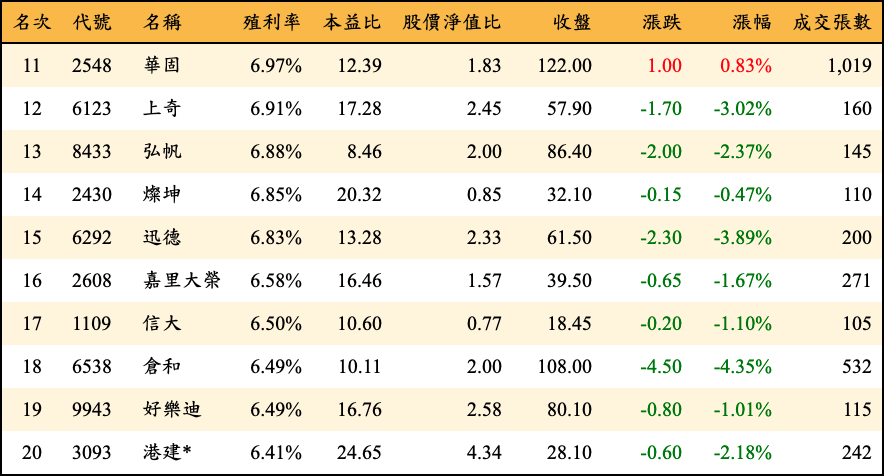 名次 代號 名稱 殖利率 本益比 股價淨值比 收盤 漲跌 漲幅 成交張數
11 2548 華固 6.97% 12.39 1.83 122.00 1.00 0.83% 1,019
12 6123 上奇 6.91% 17.28 2.45 57.90 -1.70 -3.02% 160
13 8433 弘帆 6.88% 8.46 2.00 86.40 -2.00 -2.37% 145
14 2430 燦坤 6.85% 20.32 0.85 32.10 -0.15 -0.47% 110
15 6292 迅德 6.83% 13.28 2.33 61.50 -2.30 -3.89% 200
16 2608 嘉里大榮 6.58% 16.46 1.57 39.50 -0.65 -1.67% 271
17 1109 信大 6.50% 10.60 0.77 18.45 -0.20 -1.10% 105
18 6538 倉和 6.49% 10.11 2.00 108.00 -4.50 -4.35% 532
19 9943 好樂迪 6.49% 16.76 2.58 80.10 -0.80 -1.01% 115
20 3093 港建* 6.41% 24.65 4.34 28.10 -0.60 -2.18% 242